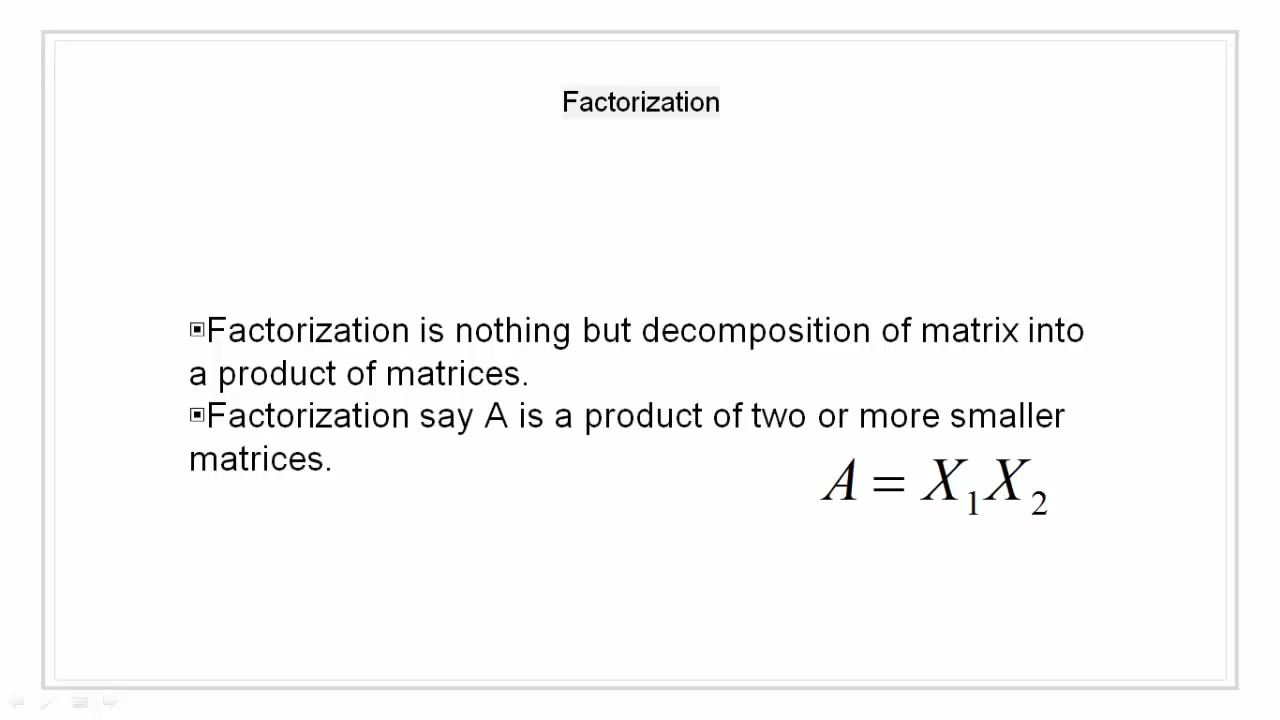 Factorization
▣Factorization is nothing but decomposition of matrix into
a product of matrices.
▣Factorization say A is a product of two or more smaller
matrices.
A = X₁X₂